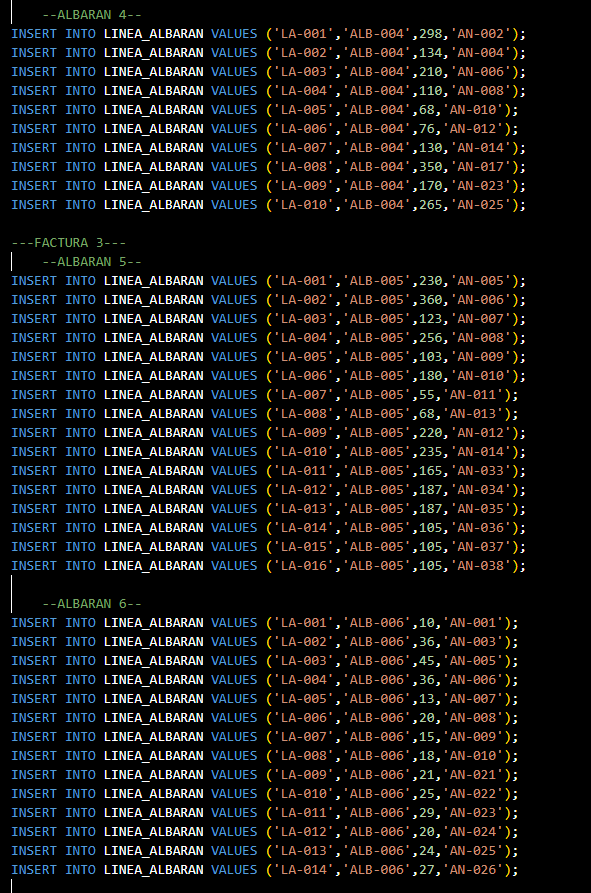 --ALBARAN 4--
INSERT INTO LINEA_ALBARAN VALUES ('LA-001','ALB-004',298,'AN-002');
INSERT INTO LINEA_ALBARAN VALUES ('LA-002','ALB-004',134,'AN-004');
INSERT INTO LINEA_ALBARAN VALUES ('LA-003','ALB-004',210,'AN-006');
INSERT INTO LINEA_ALBARAN VALUES ('LA-004','ALB-004',110,'AN-008');
INSERT INTO LINEA_ALBARAN VALUES ('LA-005','ALB-004',68,'AN-010');
INSERT INTO LINEA_ALBARAN VALUES ('LA-006','ALB-004',76,'AN-012');
INSERT INTO LINEA_ALBARAN VALUES ('LA-007','ALB-004',130,'AN-014');
INSERT INTO LINEA_ALBARAN VALUES ('LA-008','ALB-004',350,'AN-017');
INSERT INTO LINEA_ALBARAN VALUES ('LA-009','ALB-004',170,'AN-023');
INSERT INTO LINEA_ALBARAN VALUES ('LA-010','ALB-004',265,'AN-025');
---FACTURA 3---
--ALBARAN 5--
INSERT INTO LINEA_ALBARAN VALUES ('LA-001','ALB-005',230,'AN-005');
INSERT INTO LINEA_ALBARAN VALUES ('LA-002','ALB-005',360,'AN-006');
INSERT INTO LINEA_ALBARAN VALUES ('LA-003','ALB-005',123,'AN-007');
INSERT INTO LINEA_ALBARAN VALUES ('LA-004','ALB-005',256,'AN-008');
INSERT INTO LINEA_ALBARAN VALUES ('LA-005','ALB-005',103,'AN-009');
INSERT INTO LINEA_ALBARAN VALUES ('LA-006','ALB-005',180,'AN-010');
INSERT INTO LINEA_ALBARAN VALUES ('LA-007','ALB-005',55,'AN-011');
INSERT INTO LINEA_ALBARAN VALUES ('LA-008','ALB-005',68,'AN-013');
INSERT INTO LINEA_ALBARAN VALUES ('LA-009','ALB-005',220,'AN-012');
INSERT INTO LINEA_ALBARAN VALUES ('LA-010','ALB-005',235,'AN-014');
INSERT INTO LINEA_ALBARAN VALUES ('LA-011','ALB-005',165,'AN-033');
INSERT INTO LINEA_ALBARAN VALUES ('LA-012','ALB-005',187,'AN-034');
INSERT INTO LINEA_ALBARAN VALUES ('LA-013','ALB-005',187,'AN-035');
INSERT INTO LINEA_ALBARAN VALUES ('LA-014','ALB-005',105,'AN-036');
INSERT INTO LINEA_ALBARAN VALUES ('LA-015','ALB-005',105,'AN-037');
INSERT INTO LINEA_ALBARAN VALUES ('LA-016','ALB-005',105,'AN-038');
--ALBARAN 6--
INSERT INTO LINEA_ALBARAN VALUES ('LA-001','ALB-006',10,'AN-001');
INSERT INTO LINEA_ALBARAN VALUES ('LA-002','ALB-006',36,'AN-003');
INSERT INTO LINEA_ALBARAN VALUES ('LA-003','ALB-006',45,'AN-005');
INSERT INTO LINEA_ALBARAN VALUES ('LA-004','ALB-006',36,'AN-006');
INSERT INTO LINEA_ALBARAN VALUES ('LA-005','ALB-006',13,'AN-007');
INSERT INTO LINEA_ALBARAN VALUES ('LA-006','ALB-006',20,'AN-008');
INSERT INTO LINEA_ALBARAN VALUES ('LA-007','ALB-006',15,'AN-009');
INSERT INTO LINEA_ALBARAN VALUES ('LA-008','ALB-006',18,'AN-010');
INSERT INTO LINEA_ALBARAN VALUES ('LA-009','ALB-006',21,'AN-021');
INSERT INTO LINEA_ALBARAN VALUES ('LA-010','ALB-006',25,'AN-022');
INSERT INTO LINEA_ALBARAN VALUES ('LA-011','ALB-006',29,'AN-023');
INSERT INTO LINEA_ALBARAN VALUES ('LA-012','ALB-006',20,'AN-024');
INSERT INTO LINEA_ALBARAN VALUES ('LA-013','ALB-006',24,'AN-025');
INSERT INTO LINEA_ALBARAN VALUES ('LA-014','ALB-006',27,'AN-026');